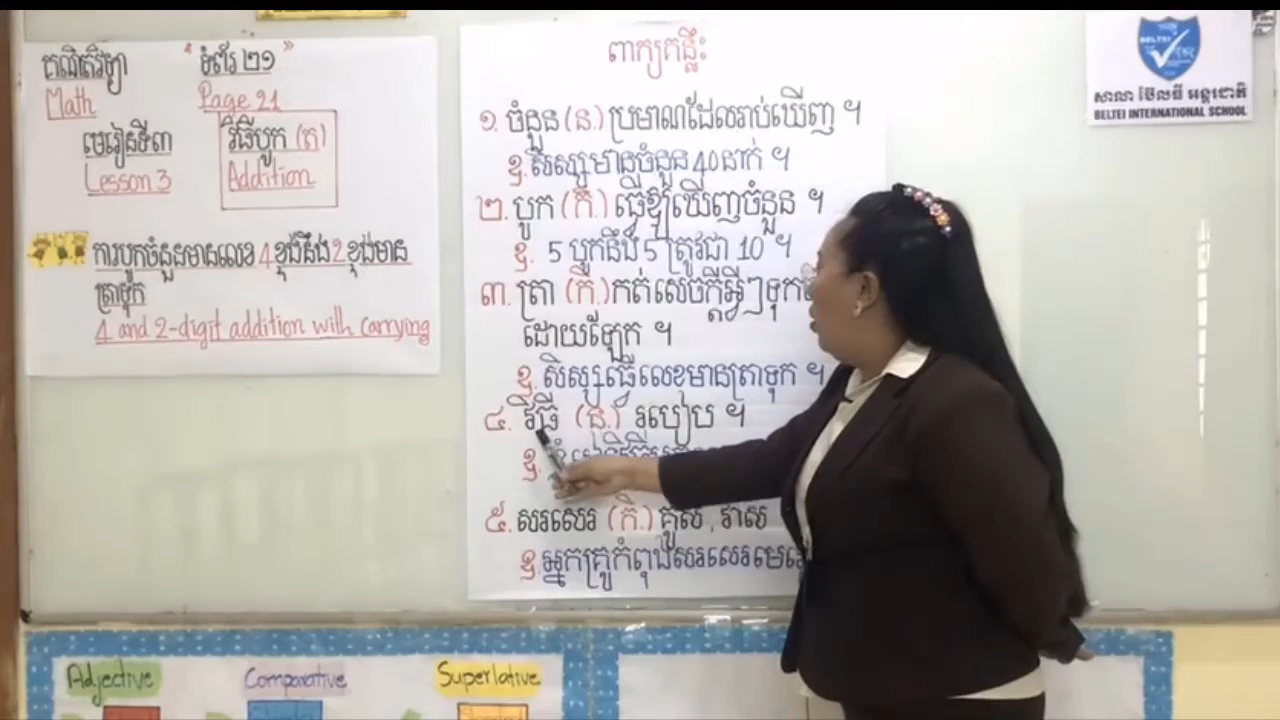 គណិតវិទ្យា "ទំព័រ ២១"
Math Page 21
មេរៀនទី៣ វិធីបូក (ត)
Lesson 3 Addition
ការបូកចំនួនមានលេខ 4 ខ្ទង់និង 2 ខ្ទង់មាន
ត្រាទុក
4 and 2-digit addition with carrying
ពាក្យគន្លឹះ
១. ចំនួន (ន.) ប្រមាណដែលរាប់ឃើញ ។
ឧ. សិស្សមានចំនួន 40 នាក់ ។
២. បូក (កិ.) ធ្វើឱ្យឃើញចំនួន ។
ឧ. 5 បូកនឹង 5 ត្រូវជា 10 ។
៣. ត្រា (កិ.) កត់សេចក្ដីអ្វីៗទុក
ដោយឡែក ។
ឧ. សិស្សធ្វើលេខមានត្រាទុក ។
៤. វិធី (ន.) របៀប ។
ឧ.
៥. សរសេរ (កិ.) គូស , វាស
ឧ. អ្នកគ្រូកំពុងសរសេរមេ
BELTEI
សាលា ប៊ែលធី អន្តរជាតិ
BELTEI INTERNATIONAL SCHOOL
Adjective Comparative Superlative